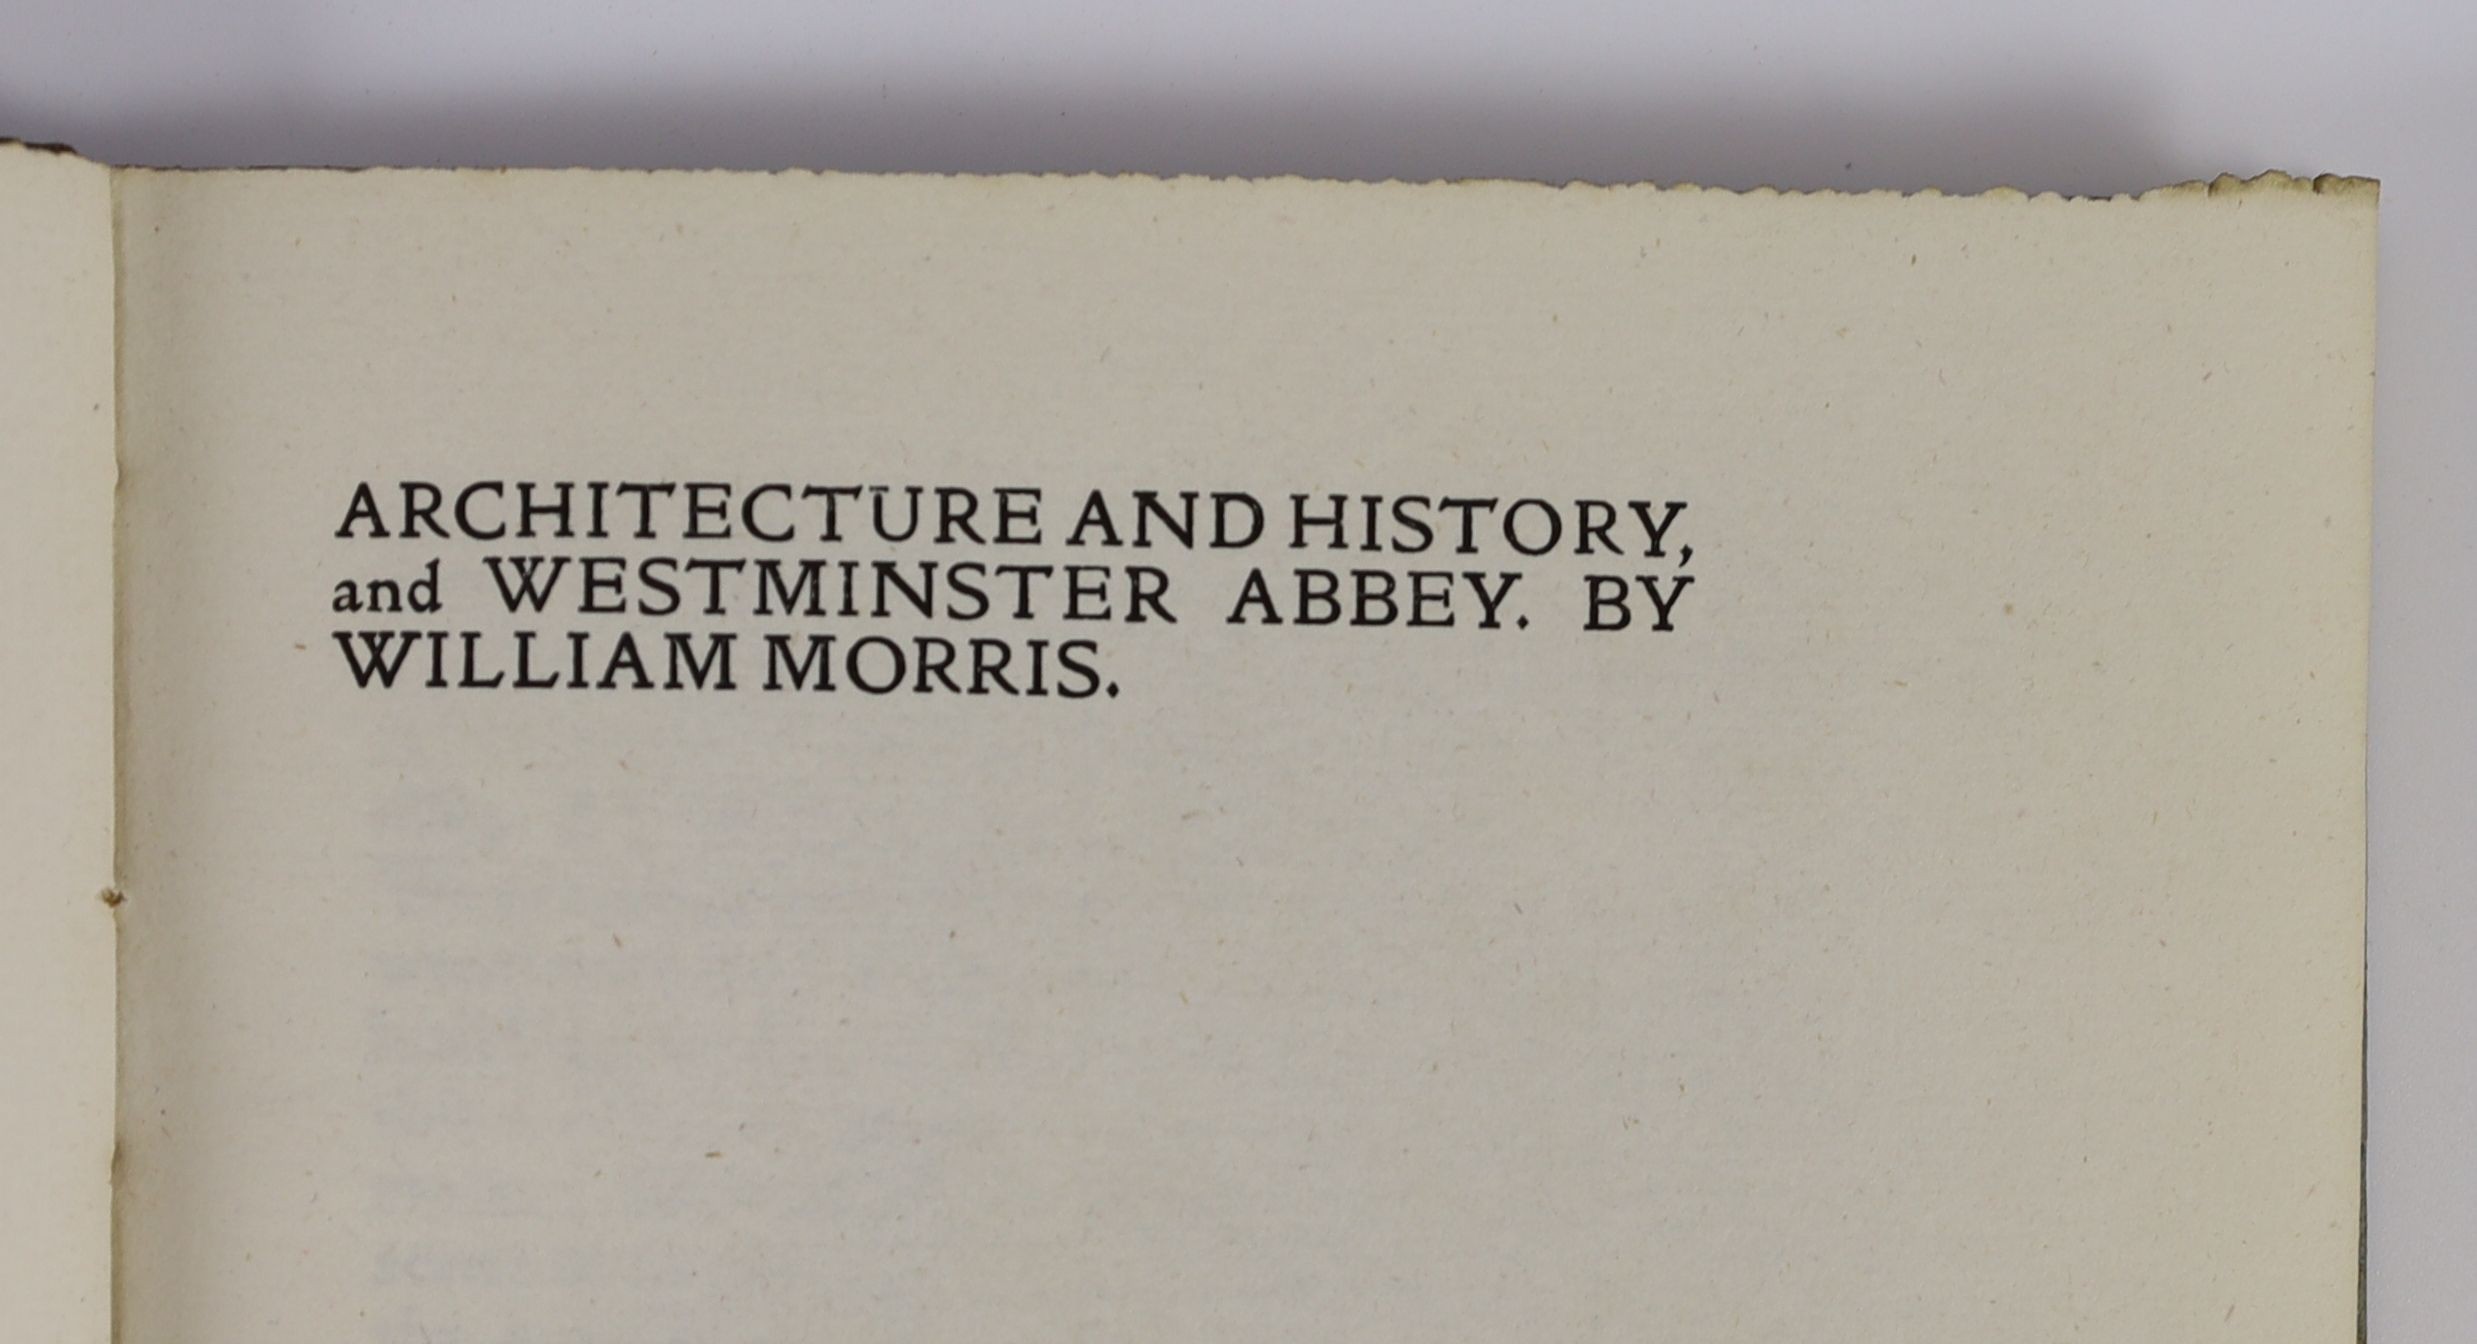 ARCHITECTURE AND HISTORY,
and WESTMINSTER ABBEY. BY
WILLIAM MORRIS.